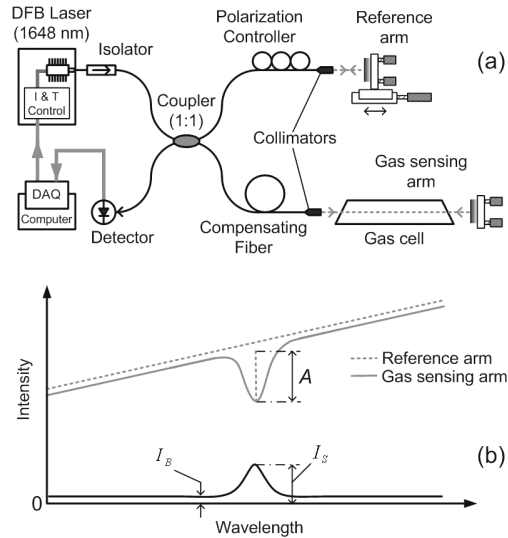 DFB Laser
(1648 nm)
Isolator
I & T
Control
Coupler
(1:1)
Polarization
Controller
Reference
arm
(a)
Collimators
DAQ
Computer
Detector
Compensating
Fiber
Gas sensing
arm
Gas cell
Intensity
Reference arm
Gas sensing arm
A
I_B
I_S
(b)
0
Wavelength